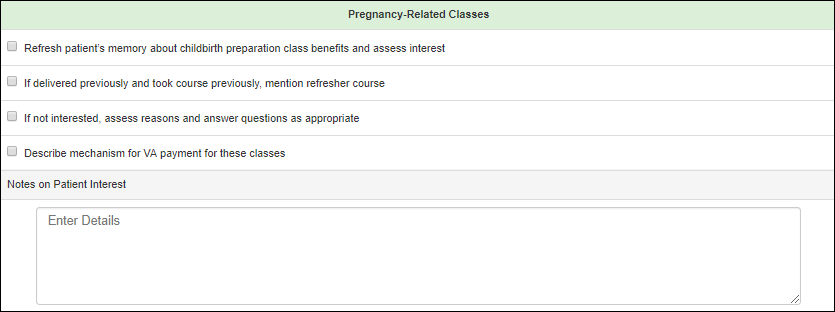 Pregnancy-Related Classes
Refresh patient's memory about childbirth preparation class benefits and assess interest
If delivered previously and took course previously, mention refresher course
If not interested, assess reasons and answer questions as appropriate
Describe mechanism for VA payment for these classes
Notes on Patient Interest
Enter Details